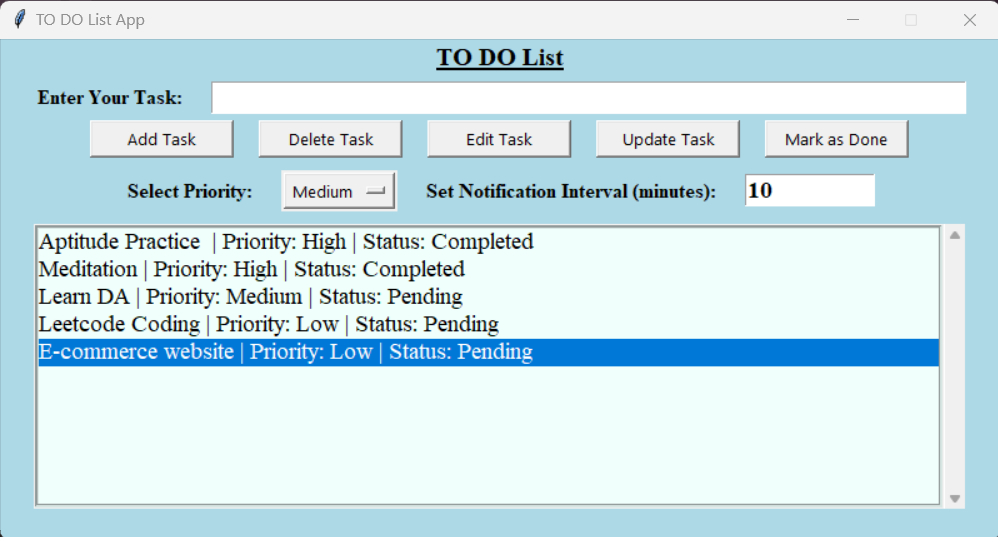 TO DO List App
TO DO List
Enter Your Task:
Add Task Delete Task Edit Task Update Task Mark as Done
Select Priority: Medium Set Notification Interval (minutes): 10
Aptitude Practice  | Priority: High | Status: Completed
Meditation | Priority: High | Status: Completed
Learn DA | Priority: Medium | Status: Pending
Leetcode Coding | Priority: Low | Status: Pending
E-commerce website | Priority: Low | Status: Pending